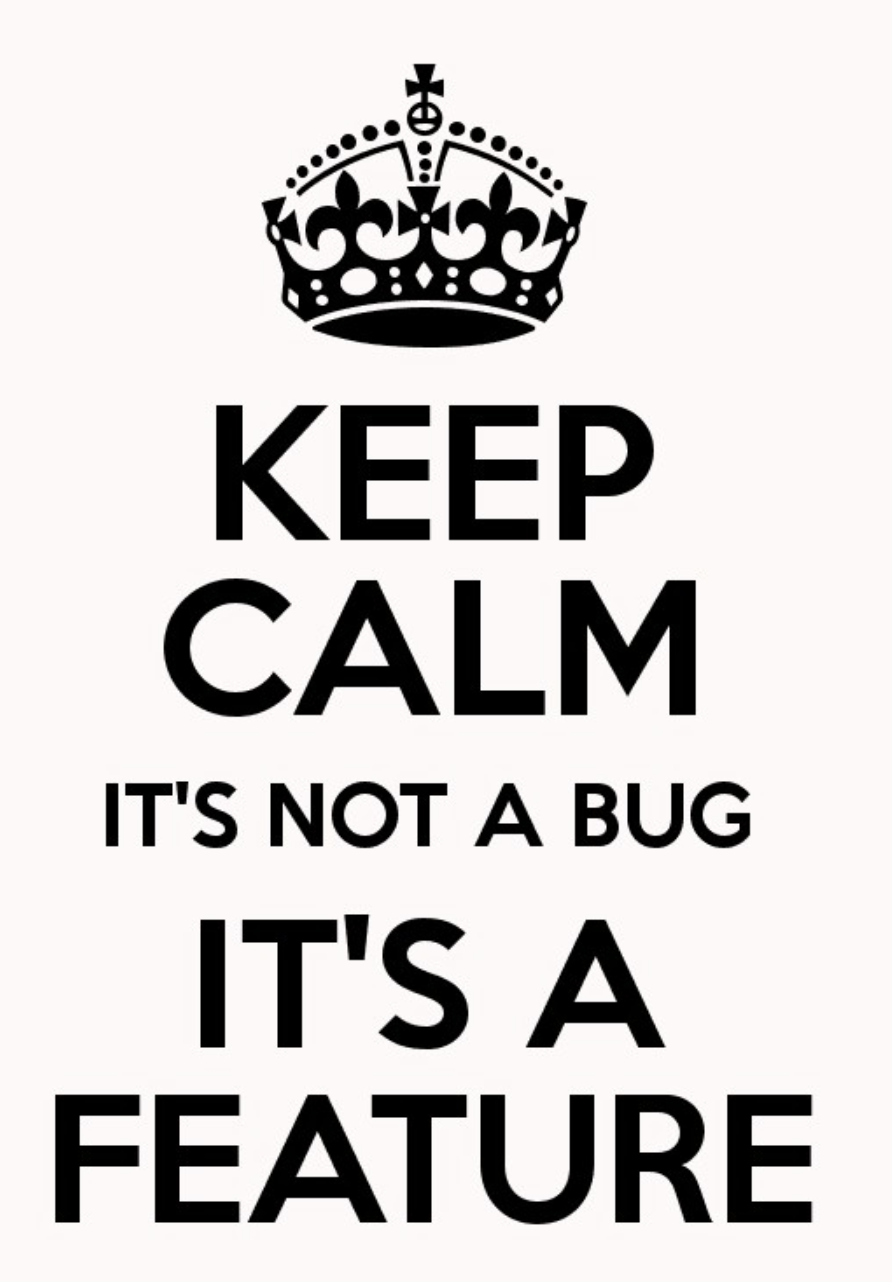 KEEP
CALM
IT'S NOT A BUG
IT'S A
FEATURE